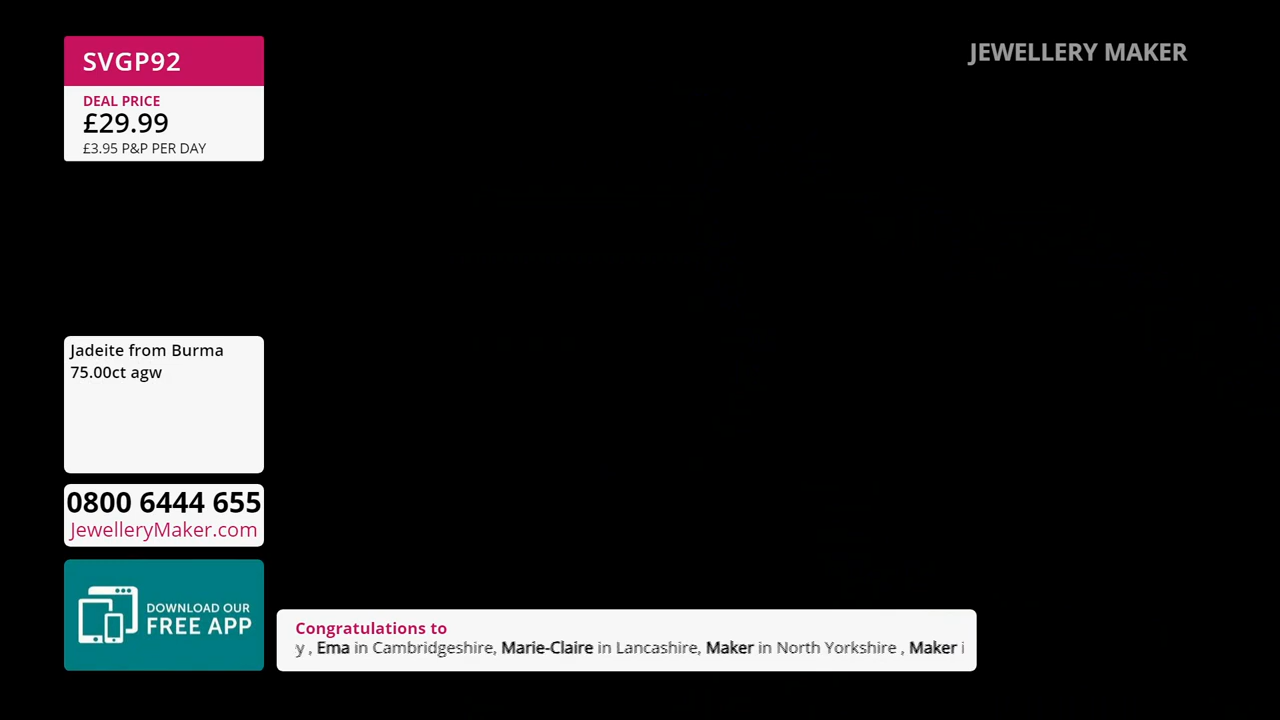 SVGP92
DEAL PRICE
£29.99
£3.95 P&P PER DAY
JEWELLERY MAKER
Jadeite from Burma
75.00ct agw
0800 6444 655
JewelleryMaker.com
DOWNLOAD OUR
FREE APP
Congratulations to
y , Ema in Cambridgeshire, Marie-Claire in Lancashire, Maker in North Yorkshire , Maker i